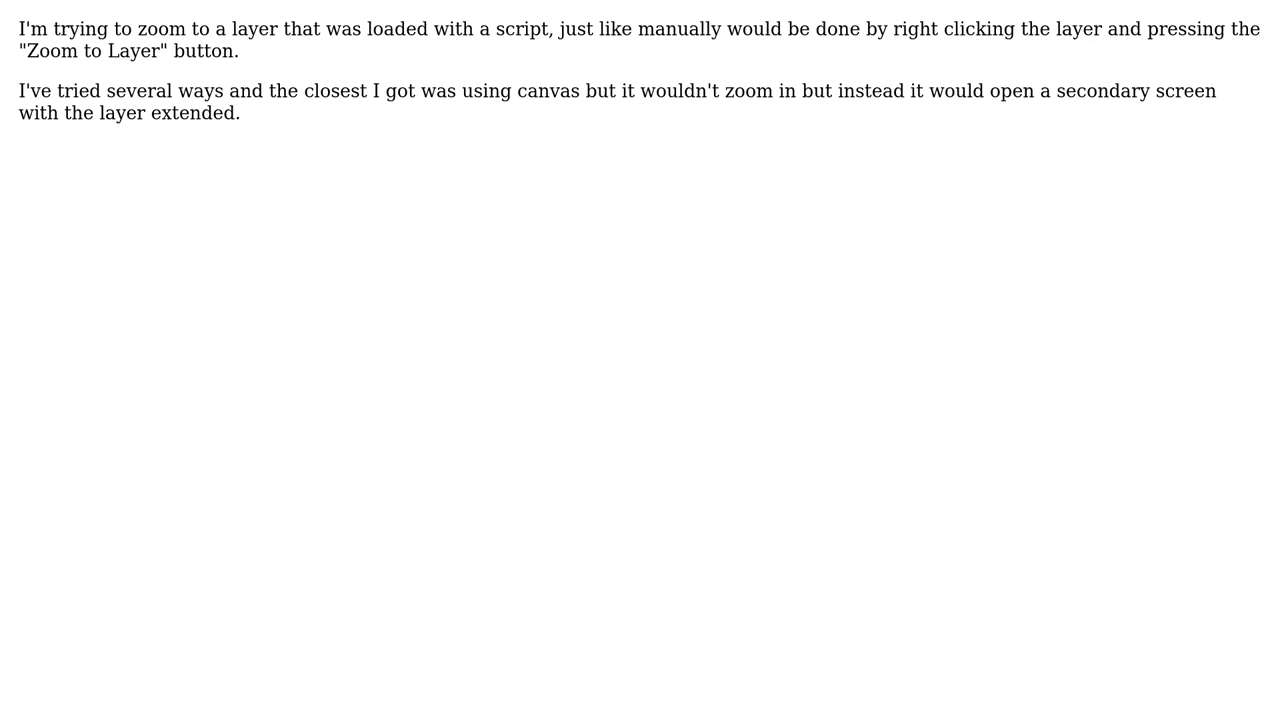 I'm trying to zoom to a layer that was loaded with a script, just like manually would be done by right clicking the layer and pressing the
"Zoom to Layer" button.
I've tried several ways and the closest I got was using canvas but it wouldn't zoom in but instead it would open a secondary screen
with the layer extended.